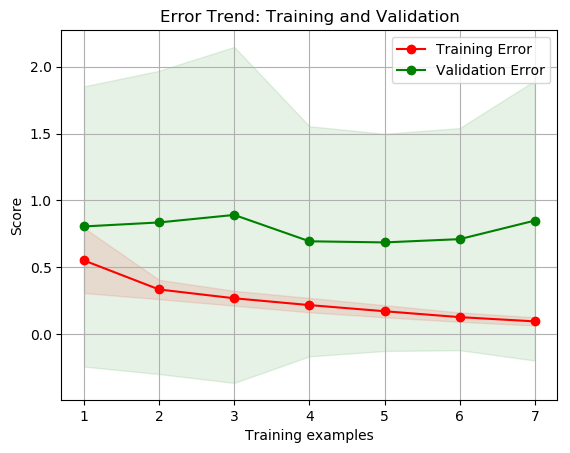 Error Trend: Training and Validation
Training Error
Validation Error
Score
2.0
1.5
1.0
0.5
0.0
1 2 3 4 5 6 7
Training examples